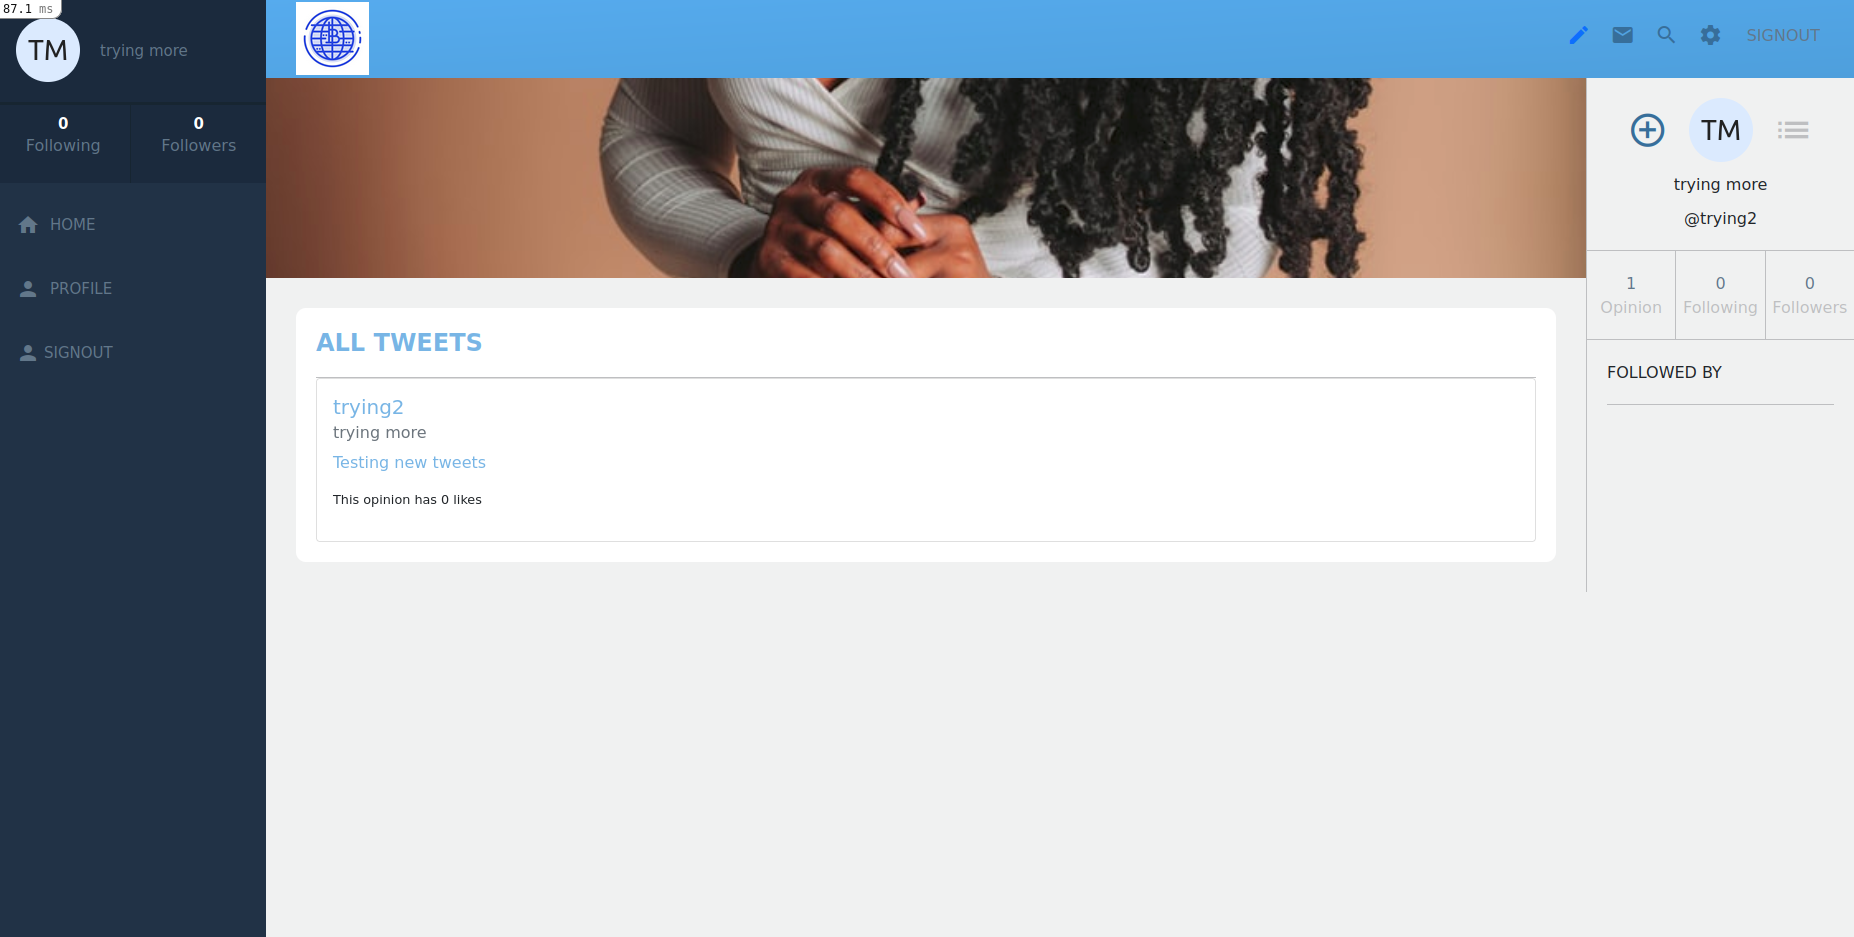 87.1 ms
TM
trying more
0
Following
0
Followers
HOME
PROFILE
SIGNOUT
SIGNOUT
ALL TWEETS
trying2
trying more
Testing new tweets
This opinion has 0 likes
TM
trying more
@trying2
1
Opinion
0
Following
0
Followers
FOLLOWED BY